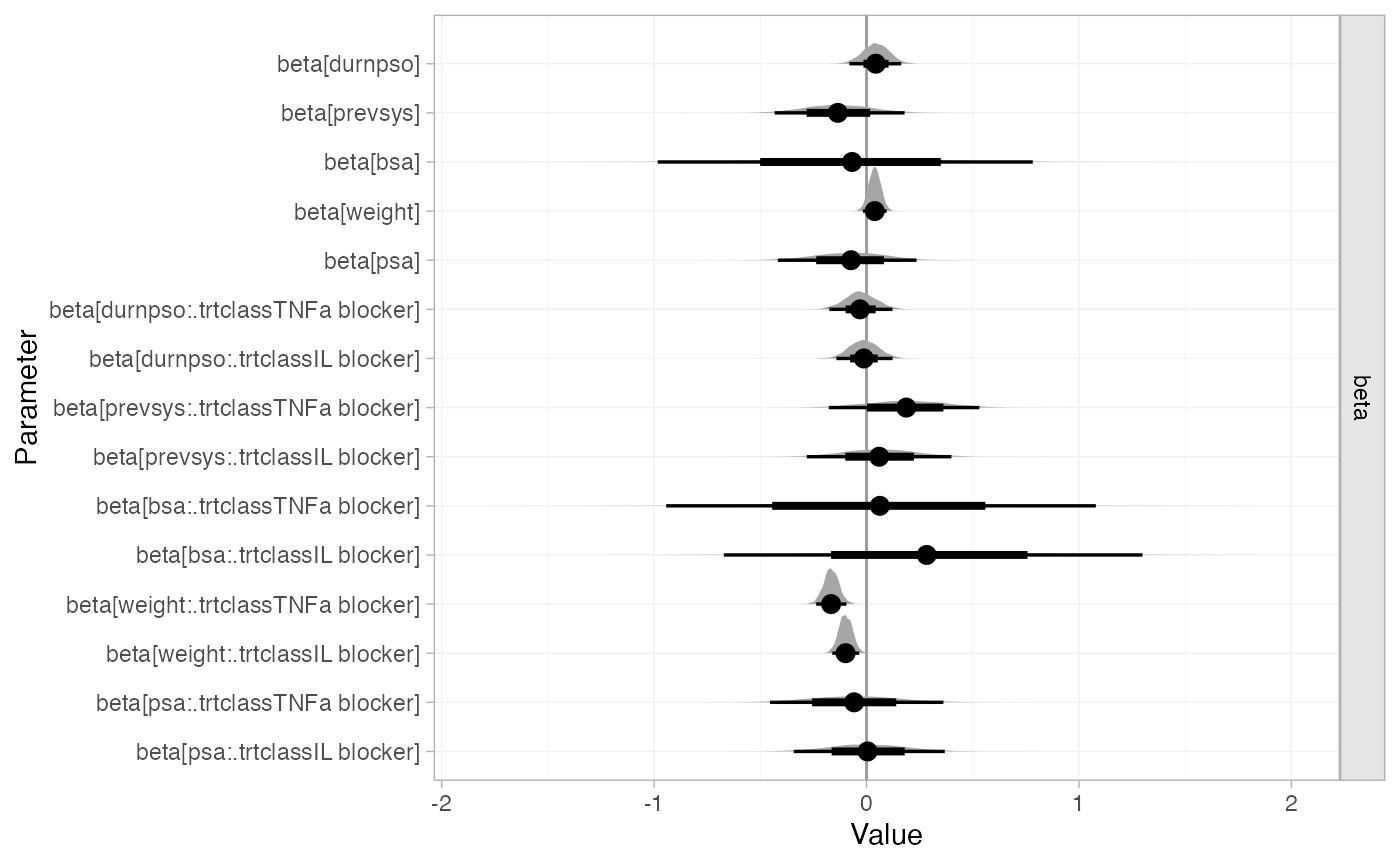 beta[durnpso]
beta[prevsys]
beta[bsa]
beta[weight]
beta[psa]
beta[durnpso:.trtclassTNFa blocker]
beta[durnpso:.trtclassIL blocker]
beta[prevsys:.trtclassTNFa blocker]
beta[prevsys:.trtclassIL blocker]
beta[bsa:.trtclassTNFa blocker]
beta[bsa:.trtclassIL blocker]
beta[weight:.trtclassTNFa blocker]
beta[weight:.trtclassIL blocker]
beta[psa:.trtclassTNFa blocker]
beta[psa:.trtclassIL blocker]
Parameter
beta
-2 -1 0 1 2
Value